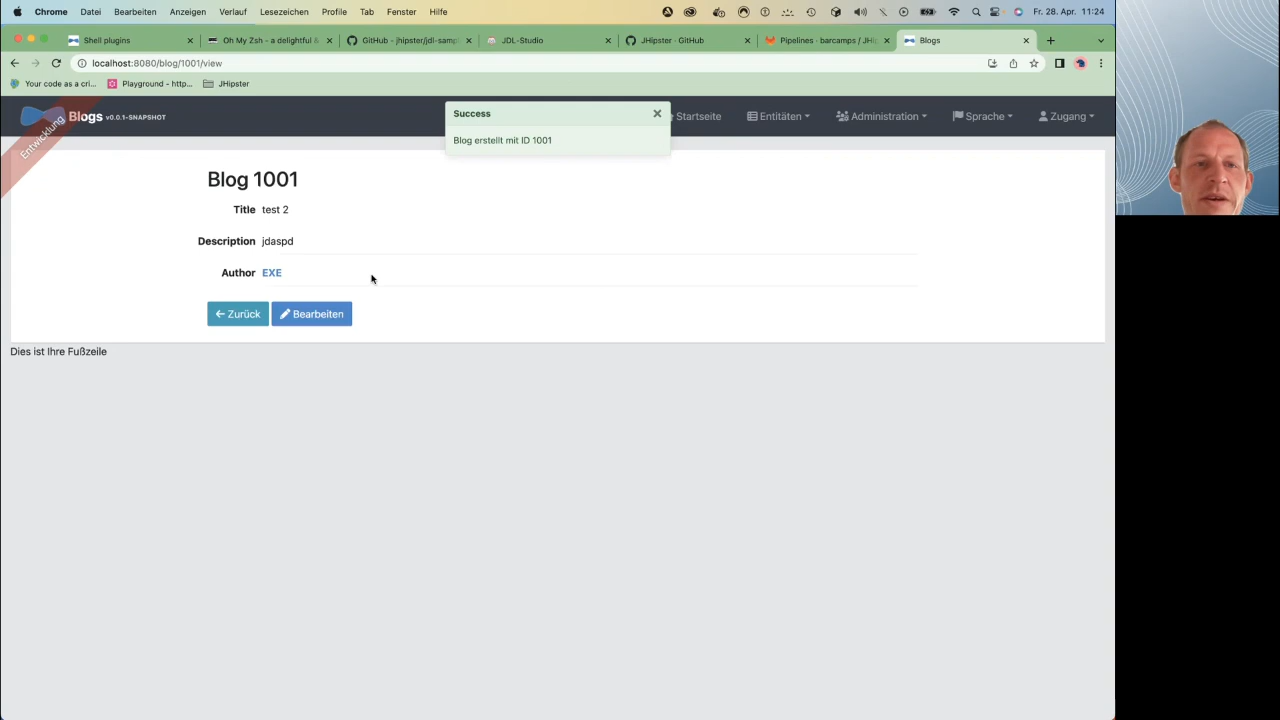 Chrome Datei Bearbeiten Anzeigen Verlauf Lesezeichen Profile Tab Fenster Hilfe Fr. 28. Apr. 11:24
Shell plugins Oh My Zsh - a delightful & GitHub - jhipster/jdl-samp JDL-Studio JHipster · GitHub Pipelines · barcamps / JHip Blogs
localhost:8080/blog/1001/view
Your code as a cri... Playground - http... JHipster
Entwicklung
Blogs v0.0.1-SNAPSHOT Startseite Entitäten Administration Sprache Zugang
Success
Blog erstellt mit ID 1001
Blog 1001
Title test 2
Description jdaspd
Author EXE
Zurück Bearbeiten
Dies ist Ihre Fußzeile